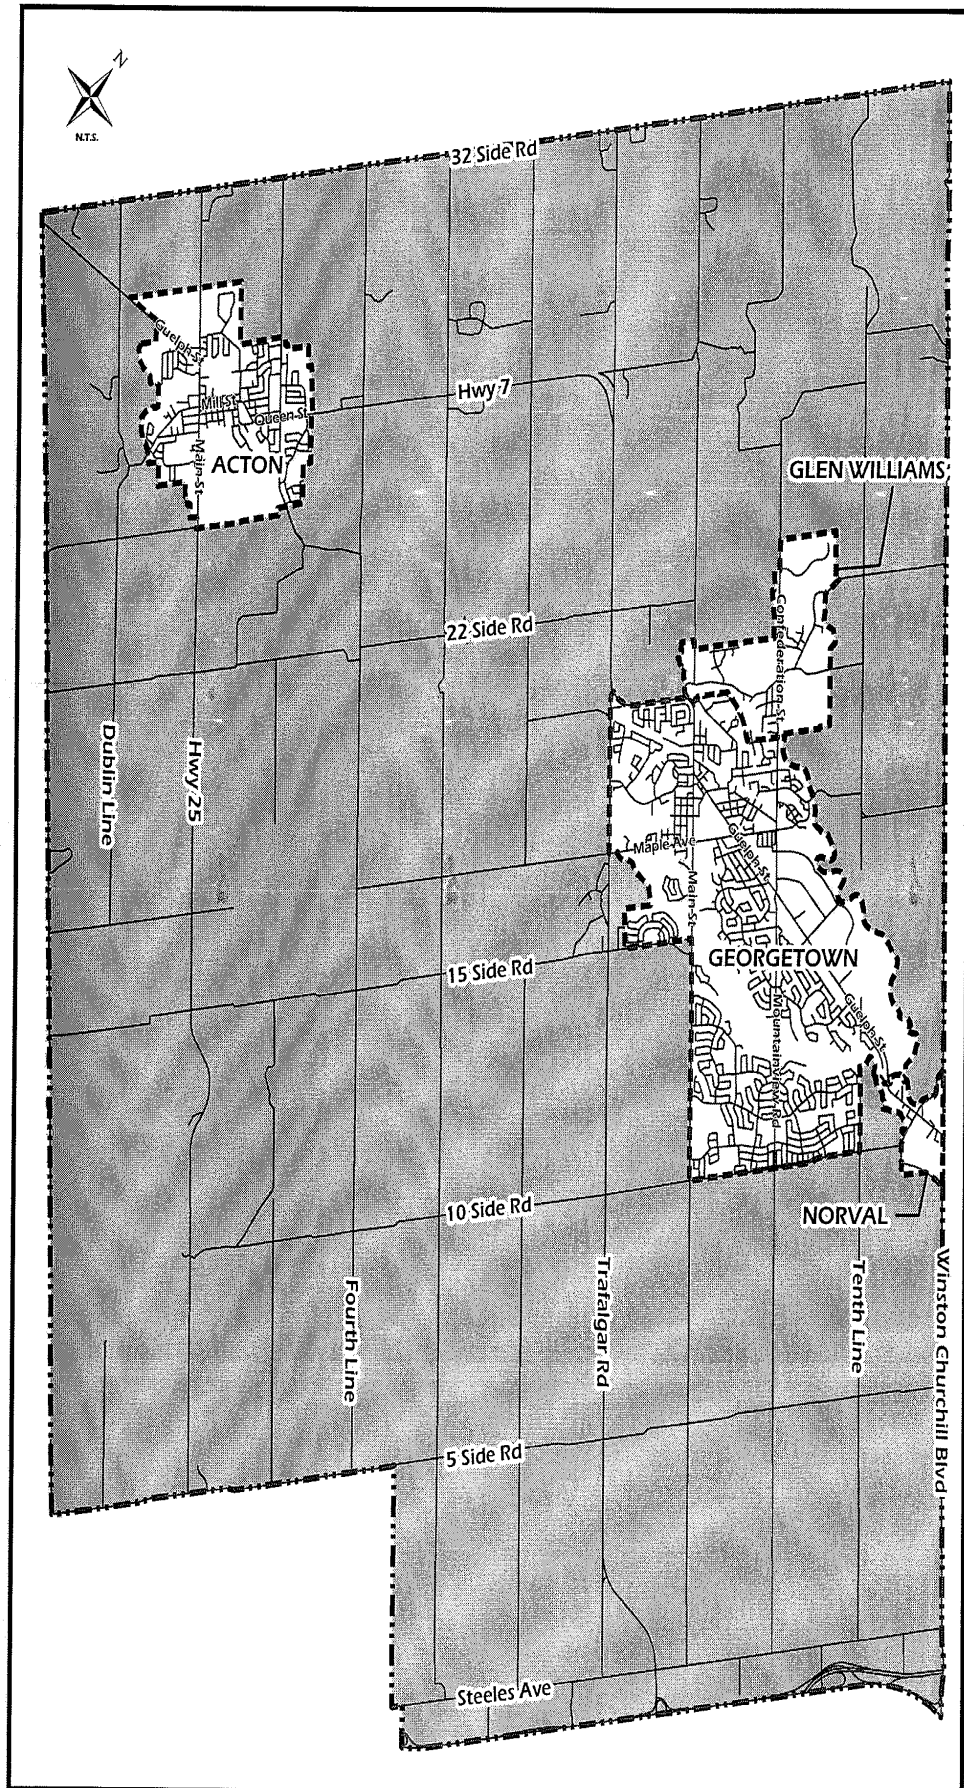 N
N.T.S.
32 Side Rd
Guelph St
Hwy 7
Mill St
Queen St
Main St
ACTON
GLEN WILLIAMS
Confederation St
22 Side Rd
Dublin Line
Hwy 25
Maple Ave
Guelph St
Main St
GEORGETOWN
15 Side Rd
Mountainview Rd
Guelph St
10 Side Rd
NORVAL
Fourth Line
Trafalgar Rd
Tenth Line
Winston Churchill Blvd
5 Side Rd
Steeles Ave